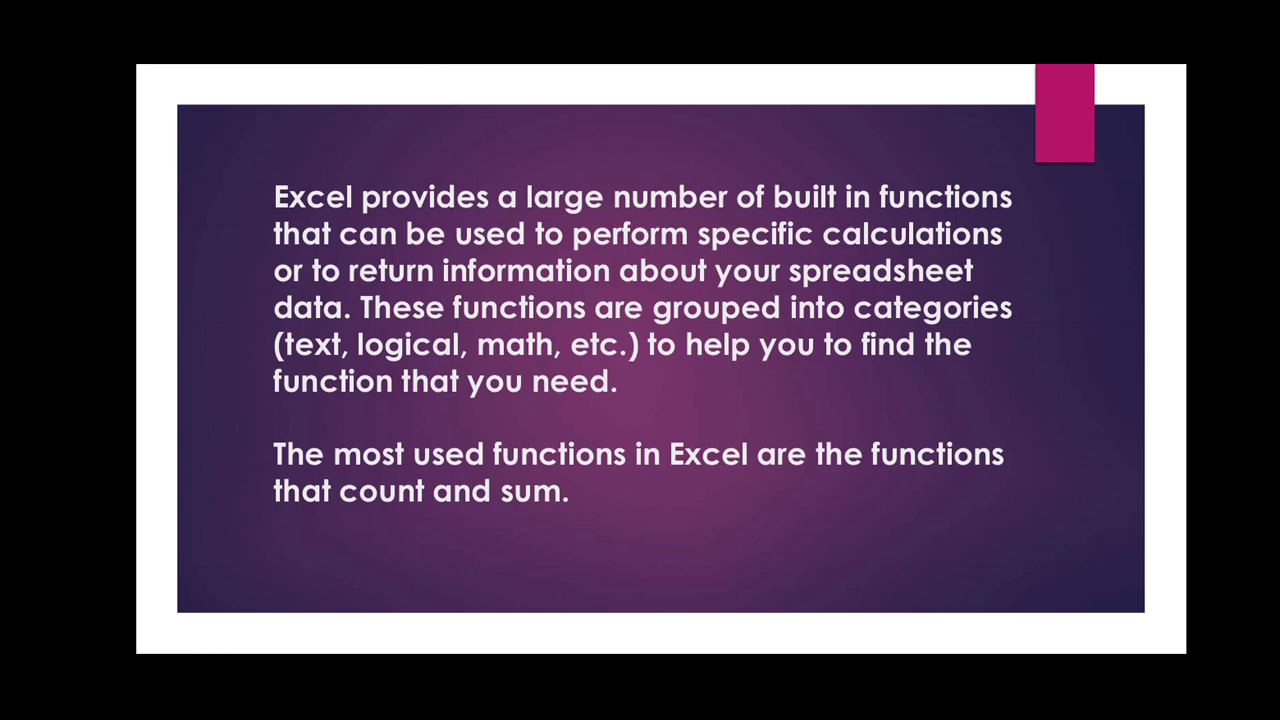 Excel provides a large number of built in functions
that can be used to perform specific calculations
or to return information about your spreadsheet
data. These functions are grouped into categories
(text, logical, math, etc.) to help you to find the
function that you need.
The most used functions in Excel are the functions
that count and sum.